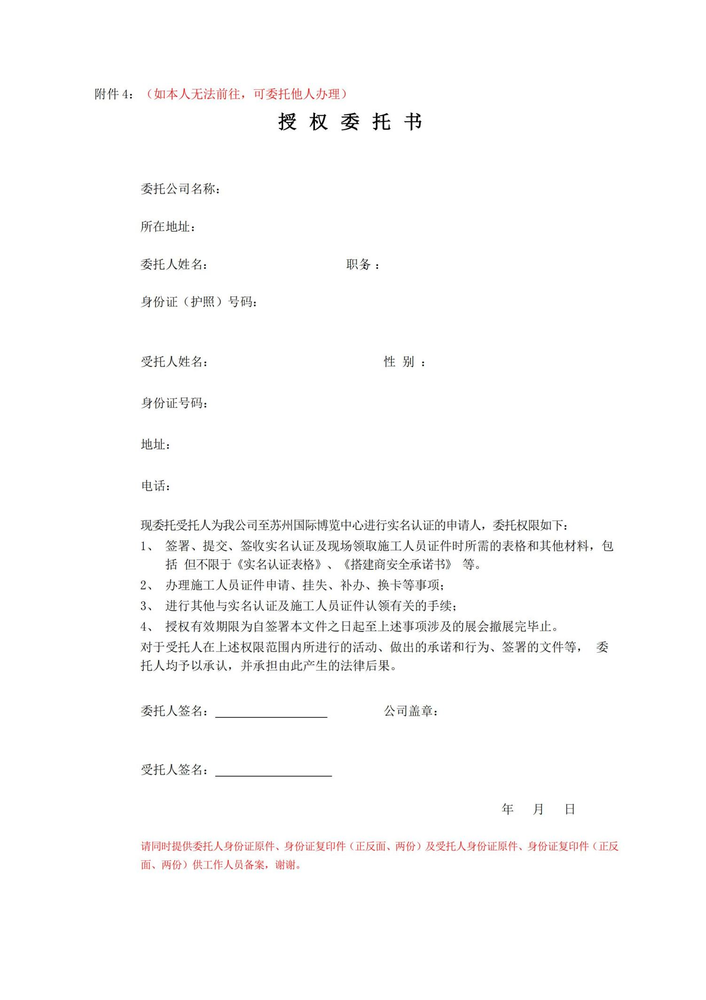 附件 4：（如本人无法前往，可委托他人办理）
授 权 委 托 书
委托公司名称：
所在地址：
委托人姓名： 职务 ：
身份证（护照）号码：
受托人姓名： 性 别 ：
身份证号码：
地址：
电话：
现委托受托人为我公司至苏州国际博览中心进行实名认证的申请人，委托权限如下：
1、 签署、提交、签收实名认证及现场领取施工人员证件时所需的表格和其他材料，包
括 但不限于《实名认证表格》、《搭建商安全承诺书》 等。
2、 办理施工人员证件申请、挂失、补办、换卡等事项；
3、 进行其他与实名认证及施工人员证件认领有关的手续；
4、 授权有效期限为自签署本文件之日起至上述事项涉及的展会撤展完毕止。
对于受托人在上述权限范围内所进行的活动、做出的承诺和行为、签署的文件等， 委
托人均予以承认，并承担由此产生的法律后果。
委托人签名：_________ 公司盖章：
受托人签名：_________
年 月 日
请同时提供委托人身份证原件、身份证复印件（正反面、两份）及受托人身份证原件、身份证复印件（正反
面、两份）供工作人员备案，谢谢。